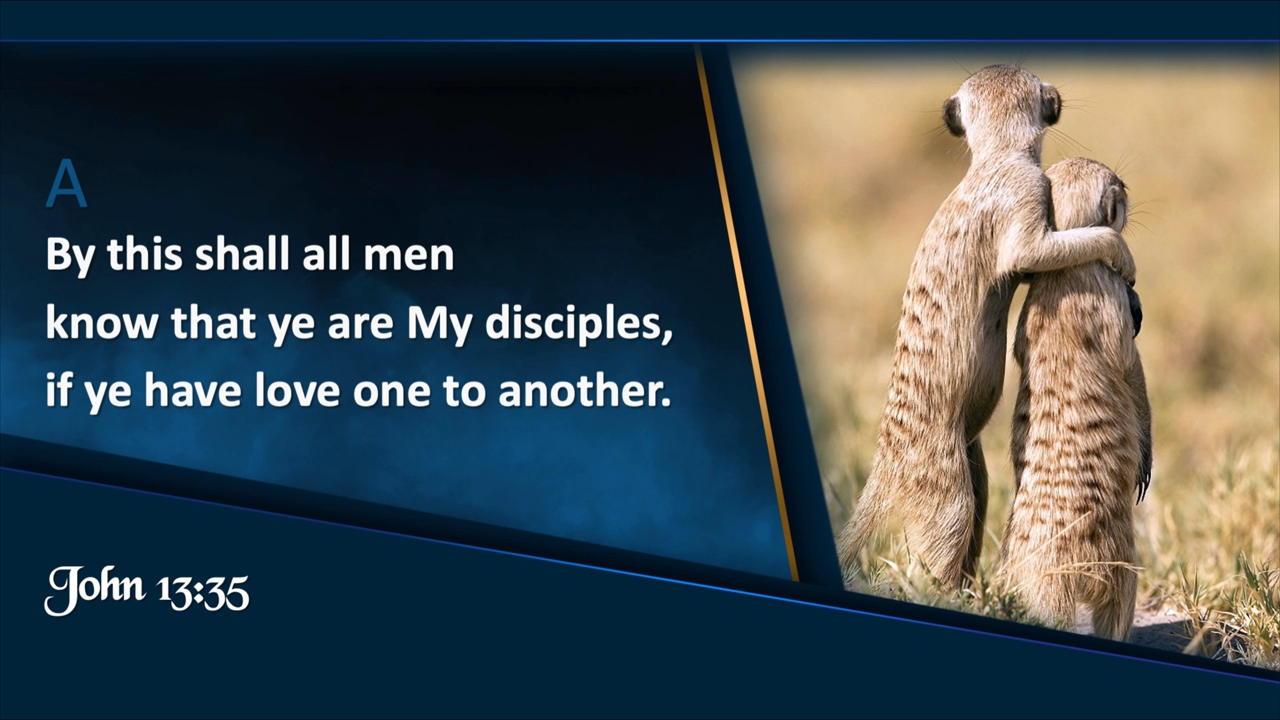 A
By this shall all men
know that ye are My disciples,
if ye have love one to another.
John 13:35